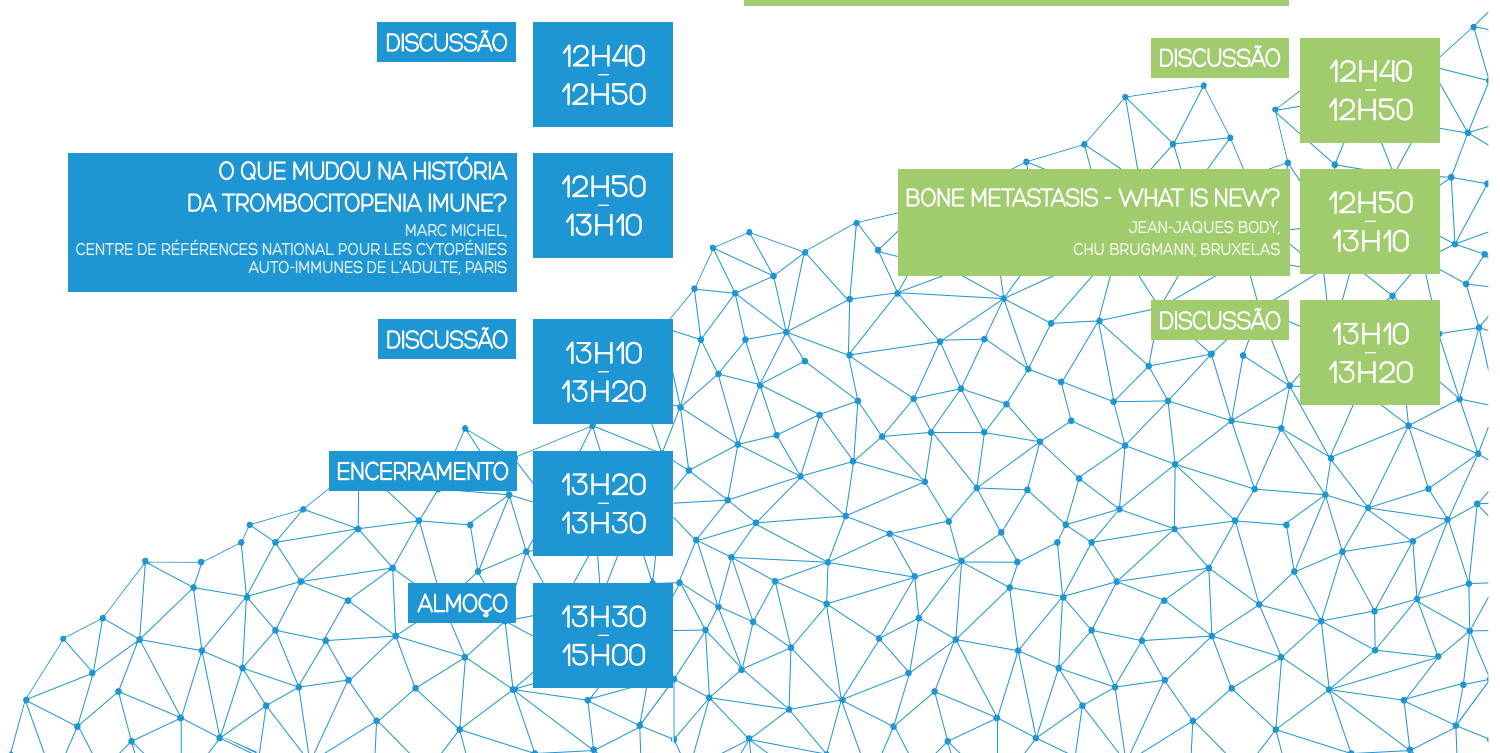 DISCUSSÃO
12H40
–
12H50
O QUE MUDOU NA HISTÓRIA
DA TROMBOCITOPENIA IMUNE?
MARC MICHEL,
CENTRE DE RÉFÉRENCES NATIONAL POUR LES CYTOPÉNIES
AUTO-IMMUNES DE L'ADULTE, PARIS
12H50
–
13H10
DISCUSSÃO
13H10
–
13H20
ENCERRAMENTO
13H20
–
13H30
ALMOÇO
13H30
–
15H00
DISCUSSÃO
12H40
–
12H50
BONE METASTASIS - WHAT IS NEW?
JEAN-JAQUES BODY,
CHU BRUGMANN, BRUXELAS
12H50
–
13H10
DISCUSSÃO
13H10
–
13H20